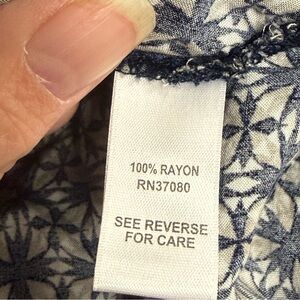 100% RAYON
RN37080
SEE REVERSE
FOR CARE